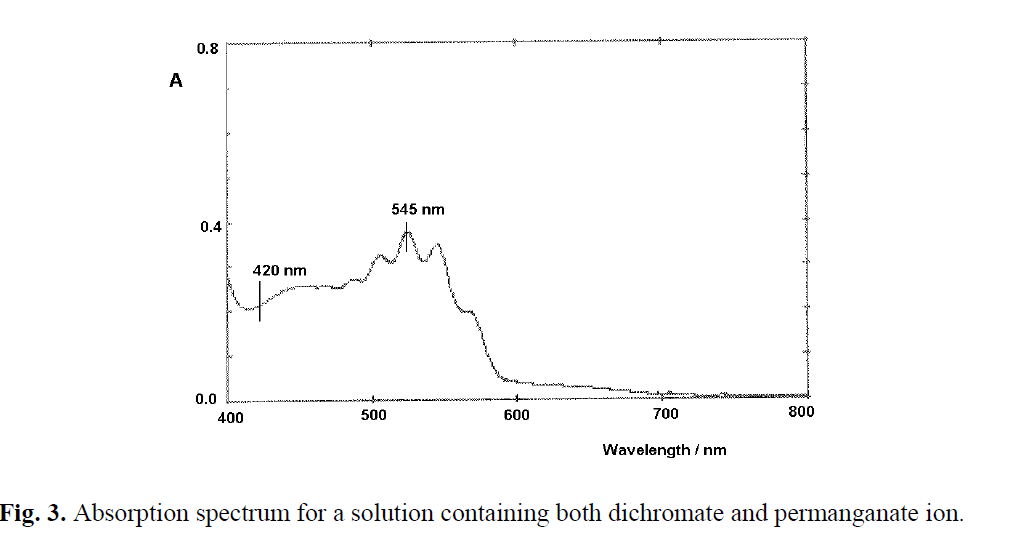 0.8
A
545 nm
0.4
420 nm
0.0
400 500 600 700 800
Wavelength / nm
Fig. 3. Absorption spectrum for a solution containing both dichromate and permanganate ion.